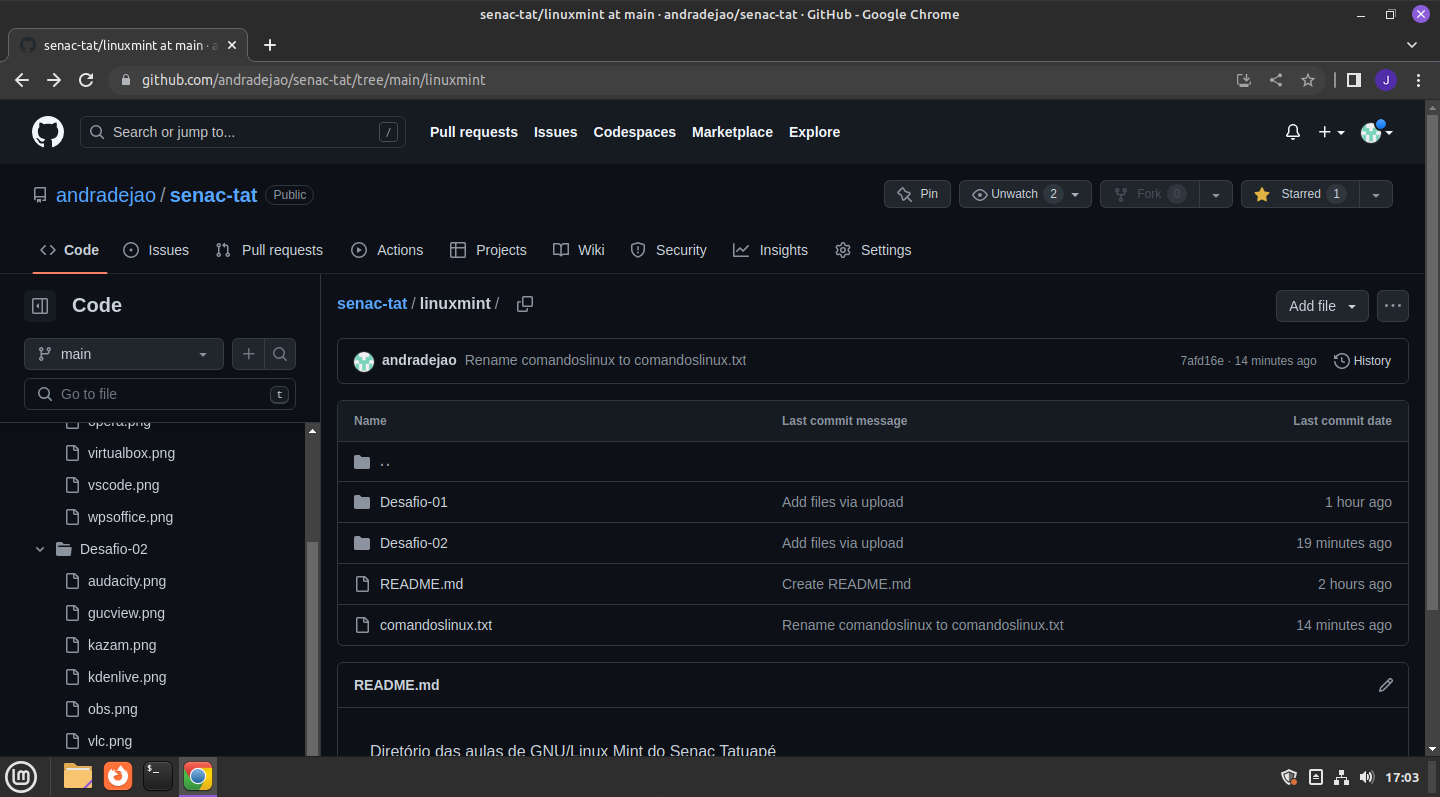 senac-tat/linuxmint at main · andradejao/senac-tat · GitHub - Google Chrome
senac-tat/linuxmint at main · a
github.com/andradejao/senac-tat/tree/main/linuxmint
J
Search or jump to... /
Pull requests Issues Codespaces Marketplace Explore
andradejao / senac-tat Public
Pin Unwatch 2 Fork 0 Starred 1
Code Issues Pull requests Actions Projects Wiki Security Insights Settings
Code
main
Go to file t
opera.png
virtualbox.png
vscode.png
wpsoffice.png
Desafio-02
audacity.png
gucview.png
kazam.png
kdenlive.png
obs.png
vlc.png
senac-tat / linuxmint /
Add file
andradejao Rename comandoslinux to comandoslinux.txt 7afd16e · 14 minutes ago History
Name Last commit message Last commit date
..
Desafio-01 Add files via upload 1 hour ago
Desafio-02 Add files via upload 19 minutes ago
README.md Create README.md 2 hours ago
comandoslinux.txt Rename comandoslinux to comandoslinux.txt 14 minutes ago
README.md
Diretório das aulas de GNU/Linux Mint do Senac Tatuapé
$_
17:03